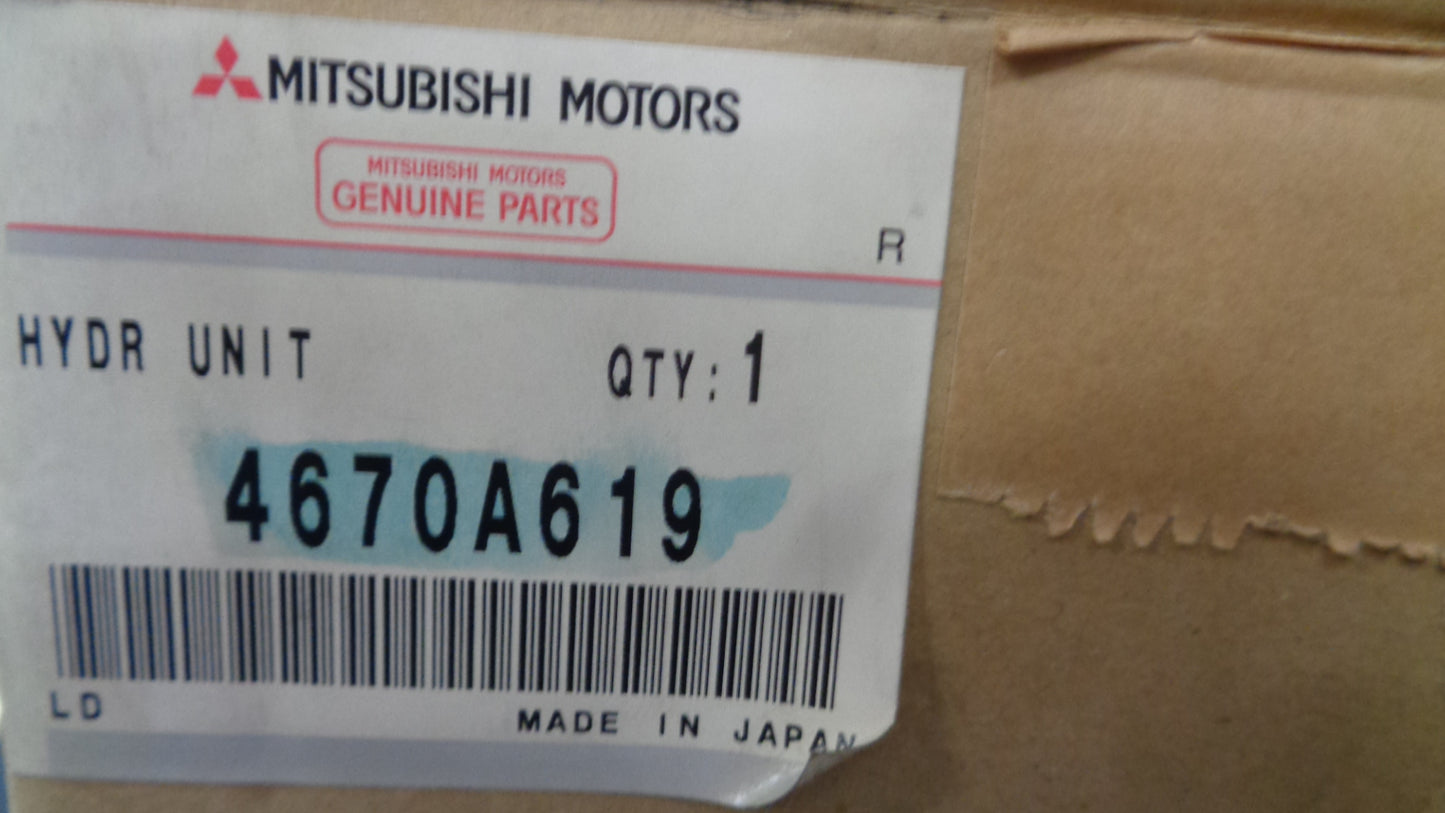 MITSUBISHI MOTORS
MITSUBISHI MOTORS
GENUINE PARTS
R
HYDR UNIT QTY: 1
4670A619
LD
MADE IN JAPAN